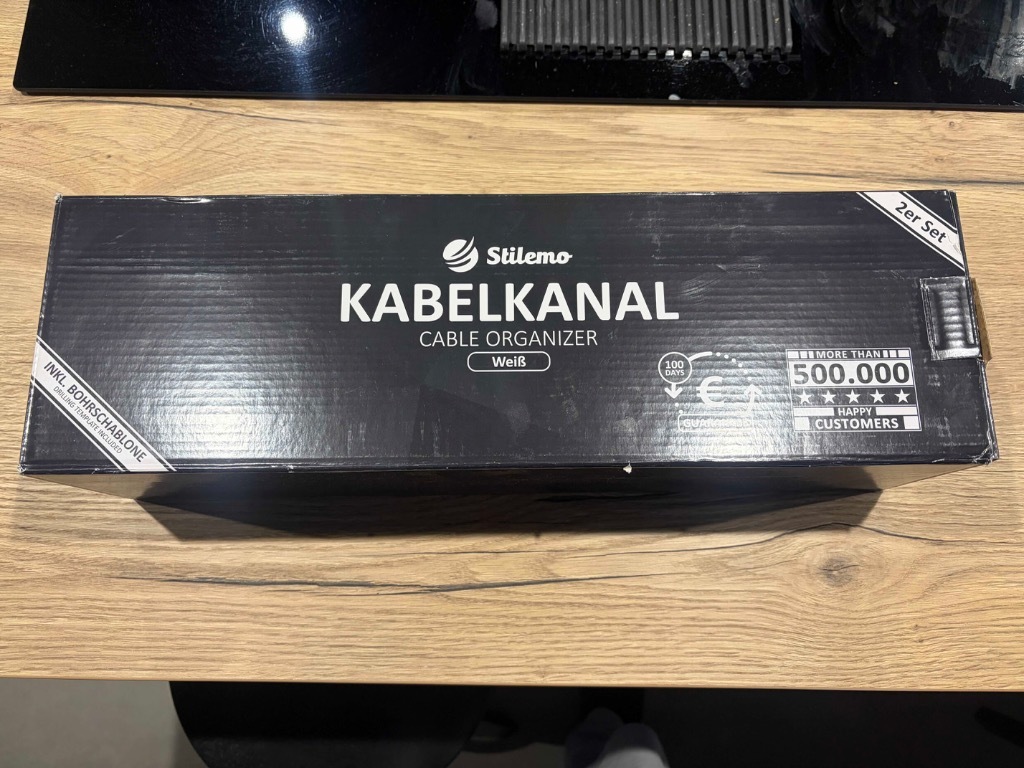 2er Set
Stilemo
KABELKANAL
CABLE ORGANIZER
Weiß
INKL. BOHRSCHABLONE
DRILLING TEMPLATE INCLUDED
100
DAYS
€
MORE THAN
500.000
HAPPY
CUSTOMERS